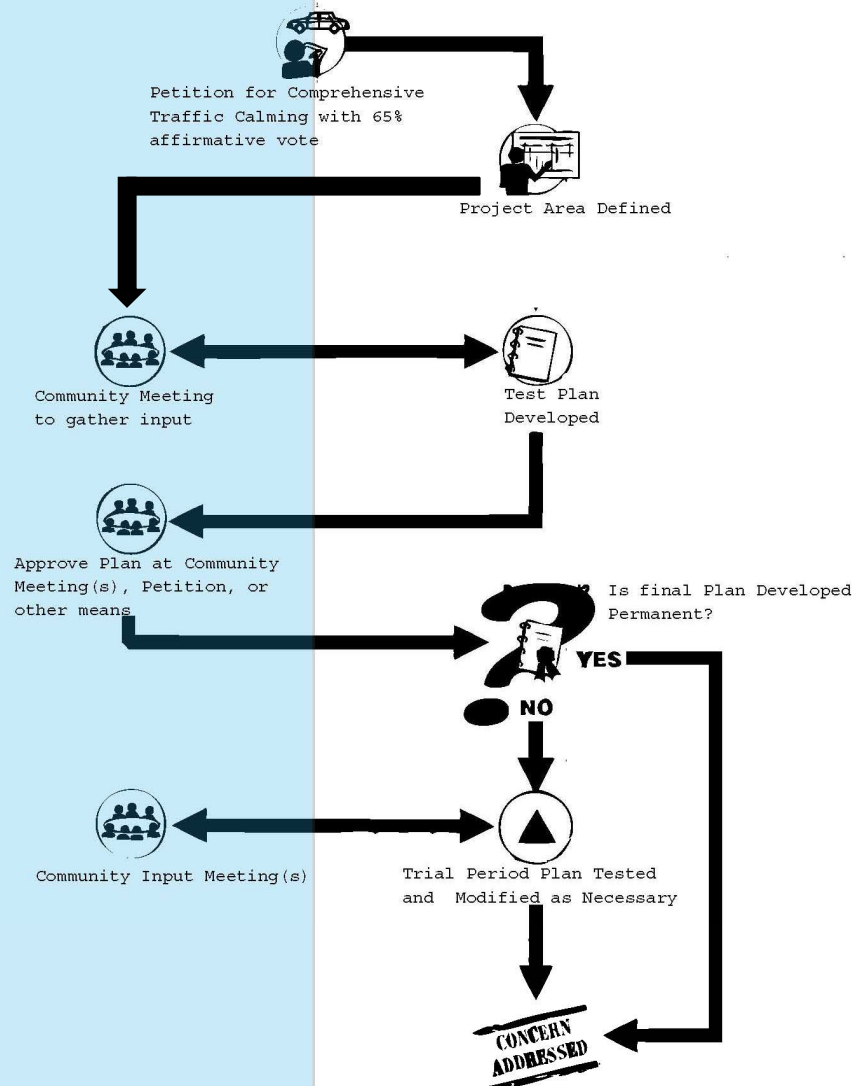 Petition for Comprehensive
Traffic Calming with 65%
affirmative vote
Project Area Defined
Community Meeting
to gather input
Test Plan
Developed
Approve Plan at Community
Meeting(s), Petition, or
other means
Is final Plan Developed
Permanent?
YES
NO
Community Input Meeting(s)
Trial Period Plan Tested
and Modified as Necessary
CONCERN
ADDRESSED